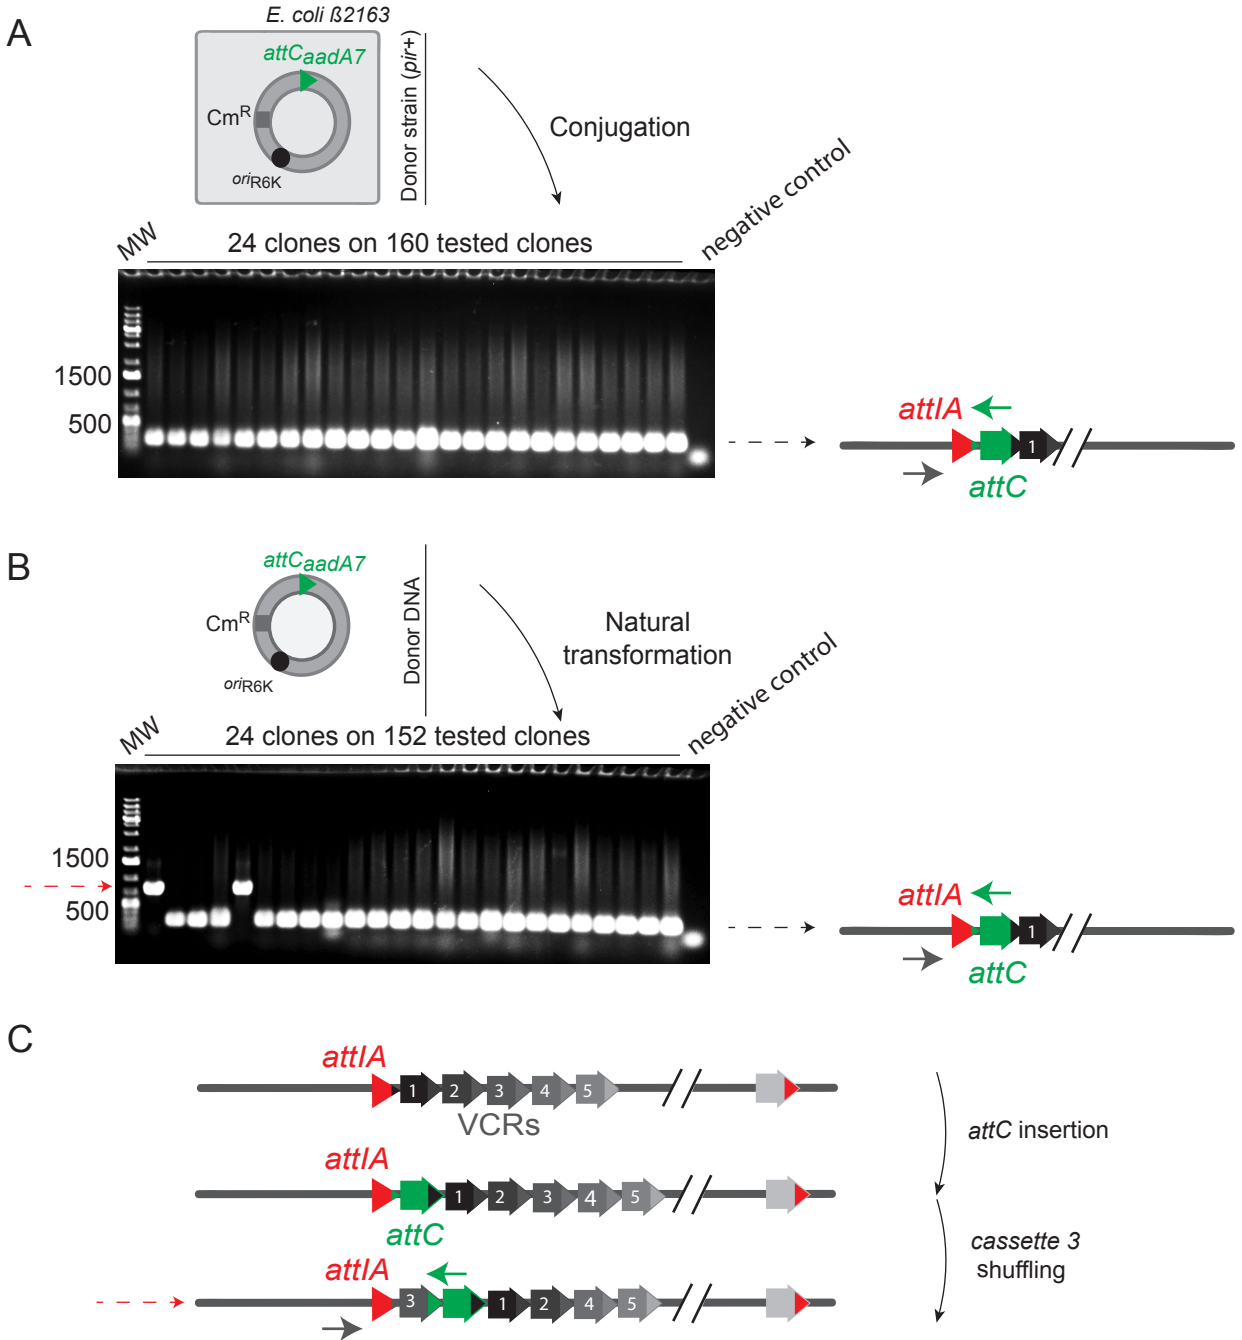 A
E. coli ß2163
attCaadA7
CmR
oriR6K
Donor strain (pir+)
Conjugation
negative control
MW
24 clones on 160 tested clones
1500
500
attIA
1
attC
B
attCaadA7
CmR
oriR6K
Donor DNA
Natural
transformation
negative control
MW
24 clones on 152 tested clones
1500
500
attIA
1
attC
C
attIA
1 2 3 4 5
VCRs
attC insertion
attIA
1 2 3 4 5
attC
cassette 3
shuffling
attIA
3 1 2 4 5